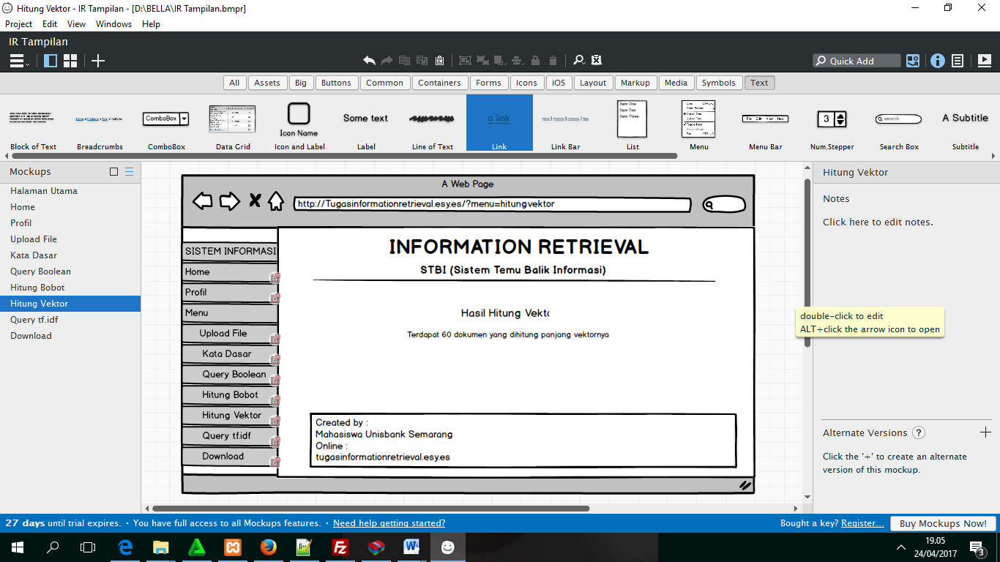 Hitung Vektor - IR Tampilan - [D:\BELLA\IR Tampilan.bmpr]
Project Edit View Windows Help
IR Tampilan
Quick Add
All Assets Big Buttons Common Containers Forms Icons iOS Layout Markup Media Symbols Text
ComboBox
Icon Name
Some text
a link
Item One
Item Two
Item Three
File Edit View Help
3
search
A Subtitle
Block of Text Breadcrumbs ComboBox Data Grid Icon and Label Label Line of Text Link Link Bar List Menu Menu Bar Num.Stepper Search Box Subtitle
Mockups
Halaman Utama
Home
Profil
Upload File
Kata Dasar
Query Boolean
Hitung Bobot
Hitung Vektor
Query tf.idf
Download
A Web Page
http://Tugasinformationretrieval.esy.es/?menu=hitungvektor
SISTEM INFORMASI
Home
Profil
Menu
Upload File
Kata Dasar
Query Boolean
Hitung Bobot
Hitung Vektor
Query tf.idf
Download
INFORMATION RETRIEVAL
STBI (Sistem Temu Balik Informasi)
Hasil Hitung Vekto
Terdapat 60 dokumen yang dihitung panjang vektornya
Created by :
Mahasiswa Unisbank Semarang
Online :
tugasinformationretrieval.esy.es
Hitung Vektor
Notes
Click here to edit notes.
double-click to edit
ALT+click the arrow icon to open
Alternate Versions ?
Click the '+' to create an alternate
version of this mockup.
27 days until trial expires. · You have full access to all Mockups features. · Need help getting started?
Bought a key? Register... Buy Mockups Now!
19.05
24/04/2017
3